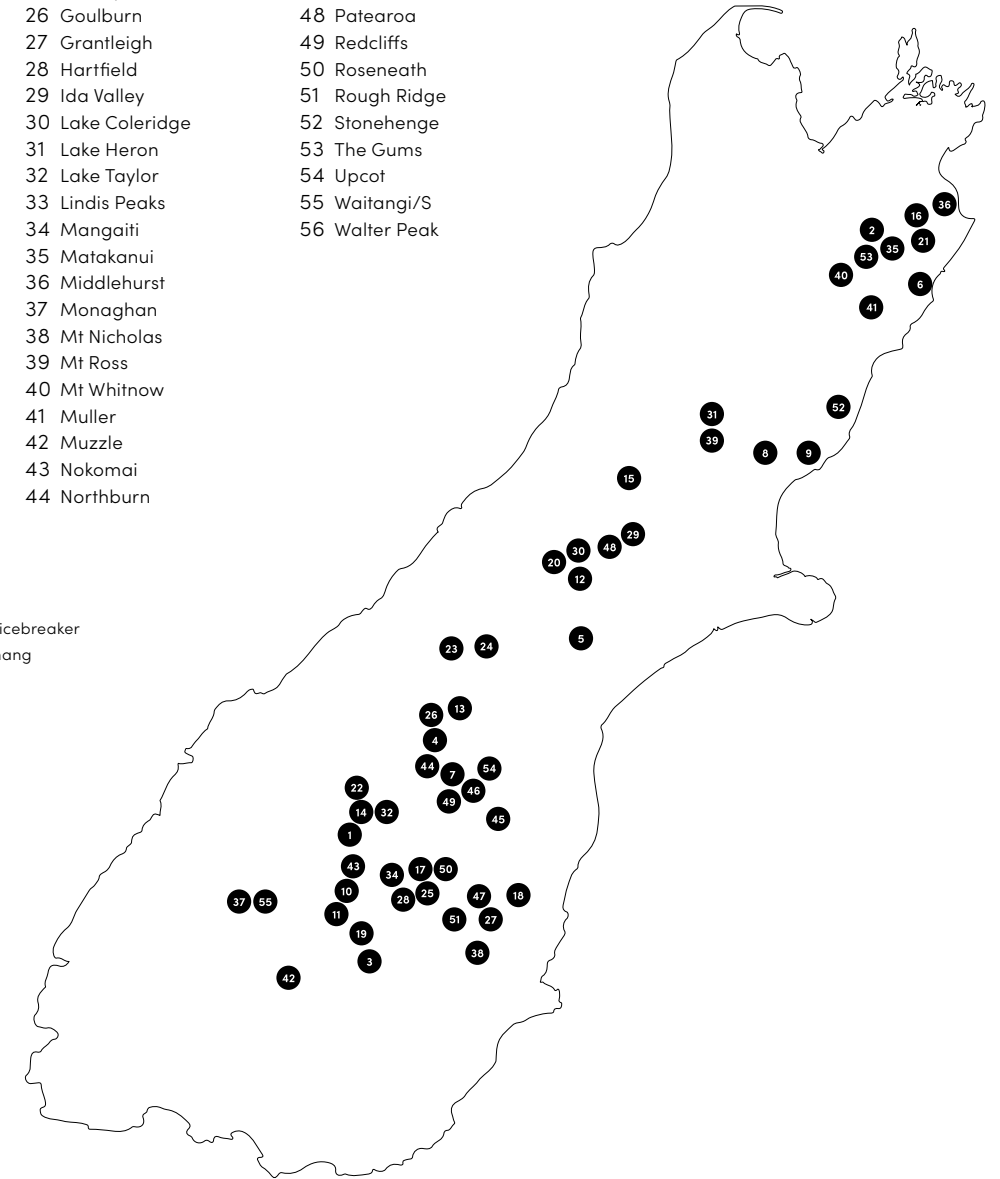 26 Goulburn
27 Grantleigh
28 Hartfield
29 Ida Valley
30 Lake Coleridge
31 Lake Heron
32 Lake Taylor
33 Lindis Peaks
34 Mangaiti
35 Matakanui
36 Middlehurst
37 Monaghan
38 Mt Nicholas
39 Mt Ross
40 Mt Whitnow
41 Muller
42 Muzzle
43 Nokomai
44 Northburn
48 Patearoa
49 Redcliffs
50 Roseneath
51 Rough Ridge
52 Stonehenge
53 The Gums
54 Upcot
55 Waitangi/S
56 Walter Peak
icebreaker
36
16
2
21
35
53
40
6
41
52
31
39
8
9
15
29
48
30
20
12
5
24
23
13
26
4
44
54
7
22
46
49
14
32
45
1
43
17
50
34
10
25
18
47
28
37
55
11
51
27
19
38
3
42